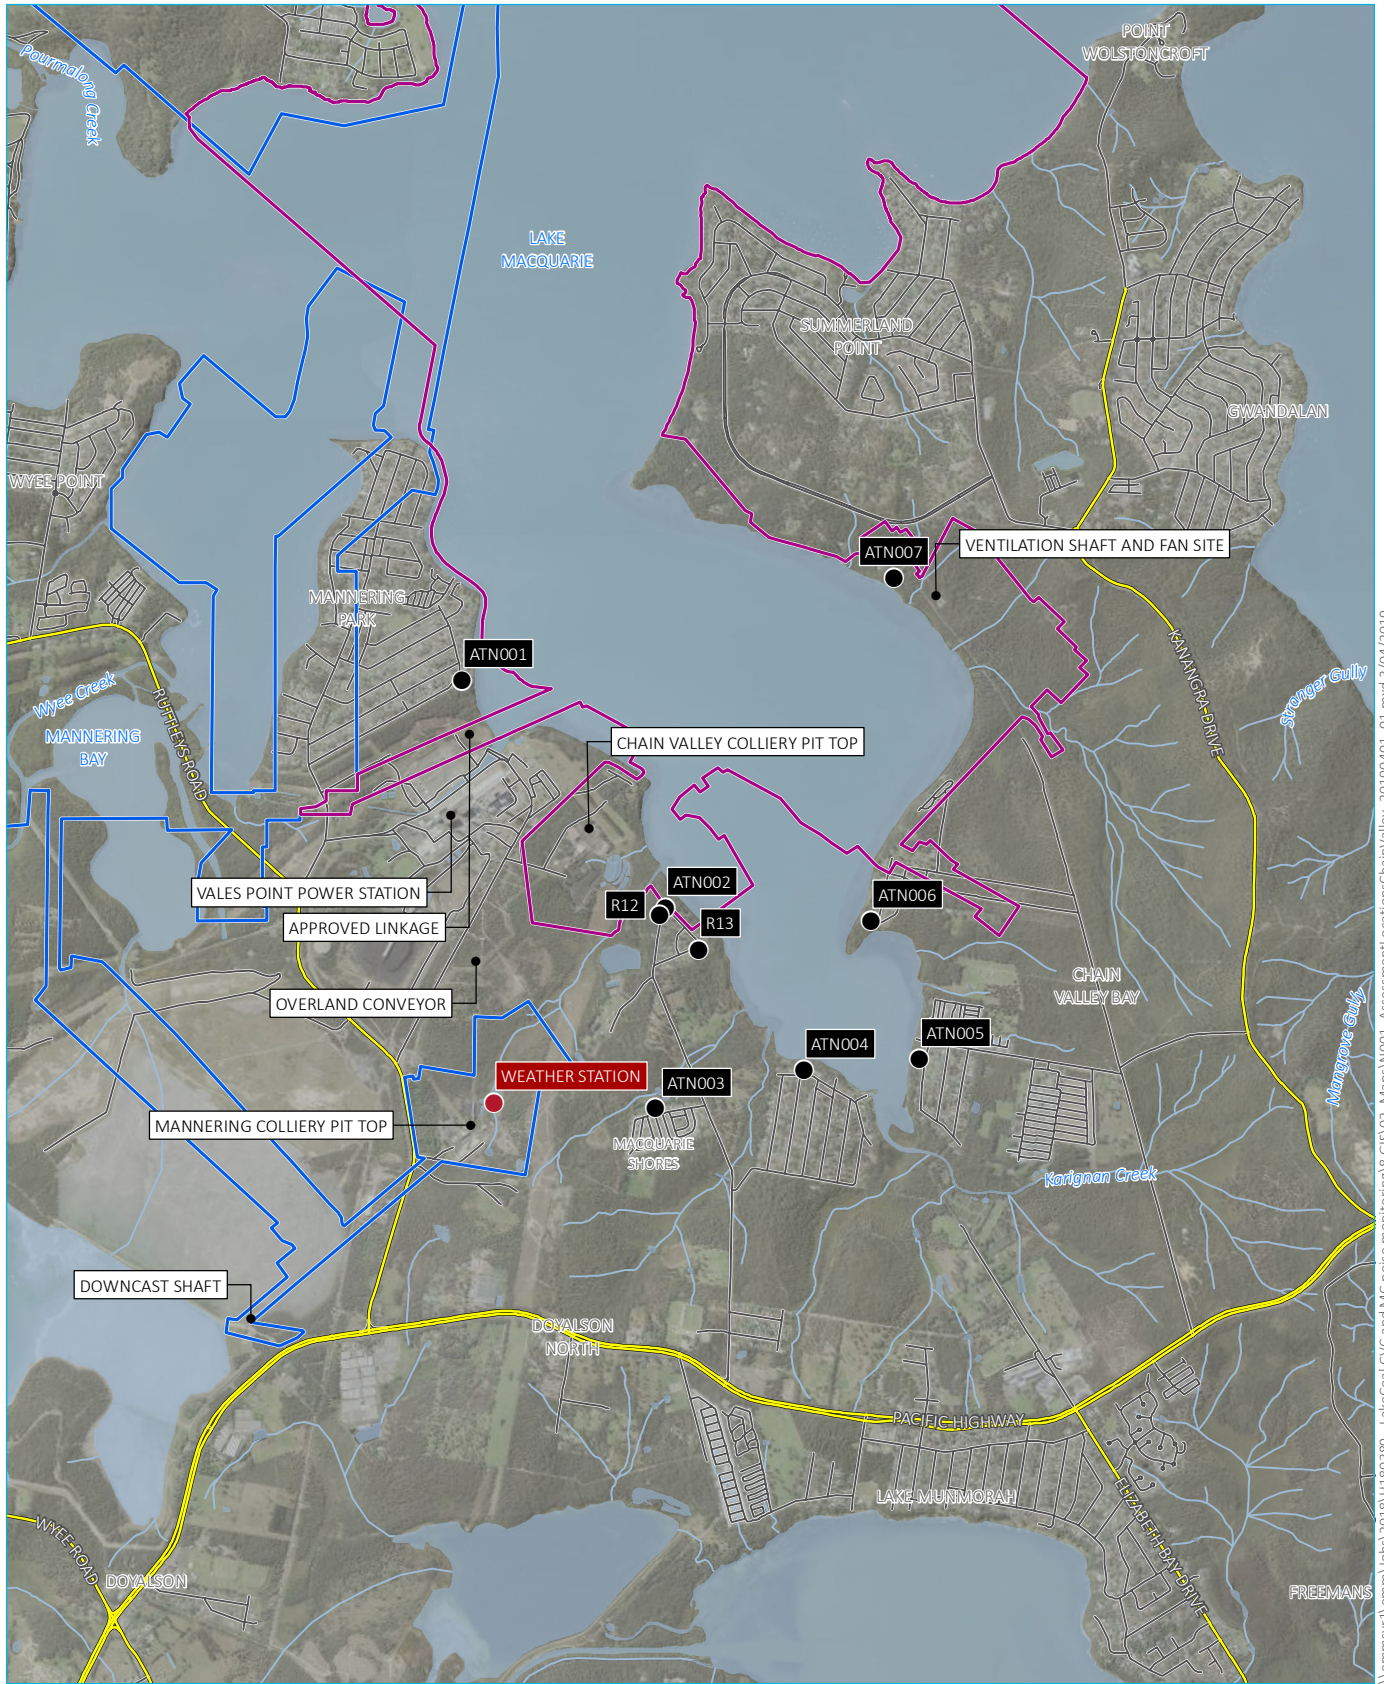 POINT
WOLSTONCROFT
Pourmalong Creek
LAKE
MACQUARIE
SUMMERLAND
POINT
GWANDALAN
WYEE POINT
ATN007
VENTILATION SHAFT AND FAN SITE
MANNERING
PARK
ATN001
KANANGRA DRIVE
Stranger Gully
Wyee Creek
RUTTLEYS ROAD
MANNERING
BAY
CHAIN VALLEY COLLIERY PIT TOP
VALES POINT POWER STATION
ATN002
R12
ATN006
R13
APPROVED LINKAGE
OVERLAND CONVEYOR
CHAIN
VALLEY BAY
Mangrove Gully
ATN004
ATN005
WEATHER STATION
ATN003
MANNERING COLLIERY PIT TOP
MACQUARIE
SHORES
Karignan Creek
DOWNCAST SHAFT
DOYALSON
NORTH
PACIFIC HIGHWAY
LAKE MUNMORAH
ELIZABETH BAY DRIVE
WYEE ROAD
DOYALSON
FREEMANS